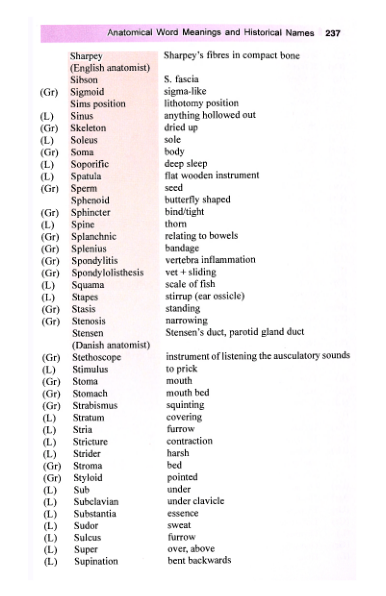 Anatomical Word Meanings and Historical Names 237
Sharpey Sharpey's fibres in compact bone
(English anatomist)
Sibson S. fascia
(Gr) Sigmoid sigma-like
Sims position lithotomy position
(L) Sinus anything hollowed out
(Gr) Skeleton dried up
(L) Soleus sole
(Gr) Soma body
(L) Soporific deep sleep
(L) Spatula flat wooden instrument
(Gr) Sperm seed
Sphenoid butterfly shaped
(Gr) Sphincter bind/tight
(L) Spine thorn
(Gr) Splanchnic relating to bowels
(Gr) Splenius bandage
(Gr) Spondylitis vertebra inflammation
(Gr) Spondylolisthesis vet + sliding
(L) Squama scale of fish
(L) Stapes stirrup (ear ossicle)
(Gr) Stasis standing
(Gr) Stenosis narrowing
Stensen Stensen's duct, parotid gland duct
(Danish anatomist)
(Gr) Stethoscope instrument of listening the ausculatory sounds
(L) Stimulus to prick
(Gr) Stoma mouth
(Gr) Stomach mouth bed
(Gr) Strabismus squinting
(L) Stratum covering
(L) Stria furrow
(L) Stricture contraction
(L) Strider harsh
(Gr) Stroma bed
(Gr) Styloid pointed
(L) Sub under
(L) Subclavian under clavicle
(L) Substantia essence
(L) Sudor sweat
(L) Sulcus furrow
(L) Super over, above
(L) Supination bent backwards